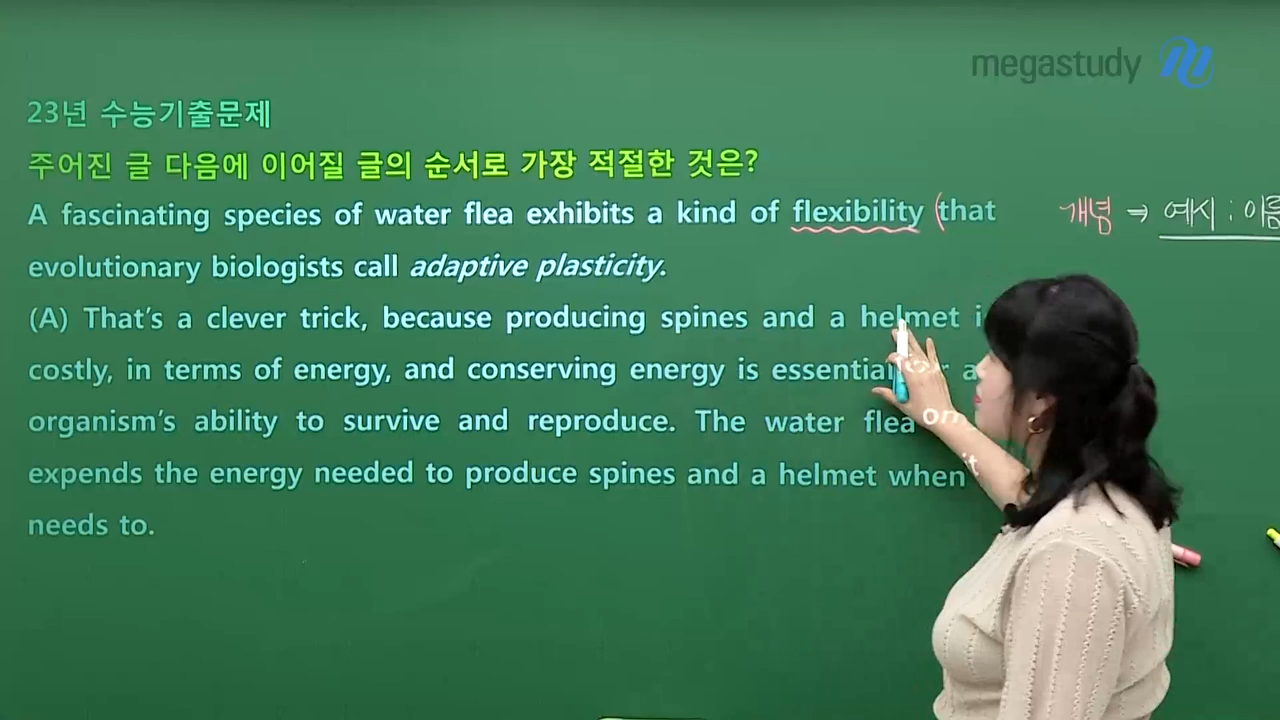 megastudy
23년 수능기출문제
주어진 글 다음에 이어질 글의 순서로 가장 적절한 것은?
A fascinating species of water flea exhibits a kind of flexibility (that 개념 ⇒ 예시 : 이름
evolutionary biologists call adaptive plasticity.
(A) That's a clever trick, because producing spines and a helmet
costly, in terms of energy, and conserving energy is essential
organism's ability to survive and reproduce. The water flea
expends the energy needed to produce spines and a helmet when it
needs to.